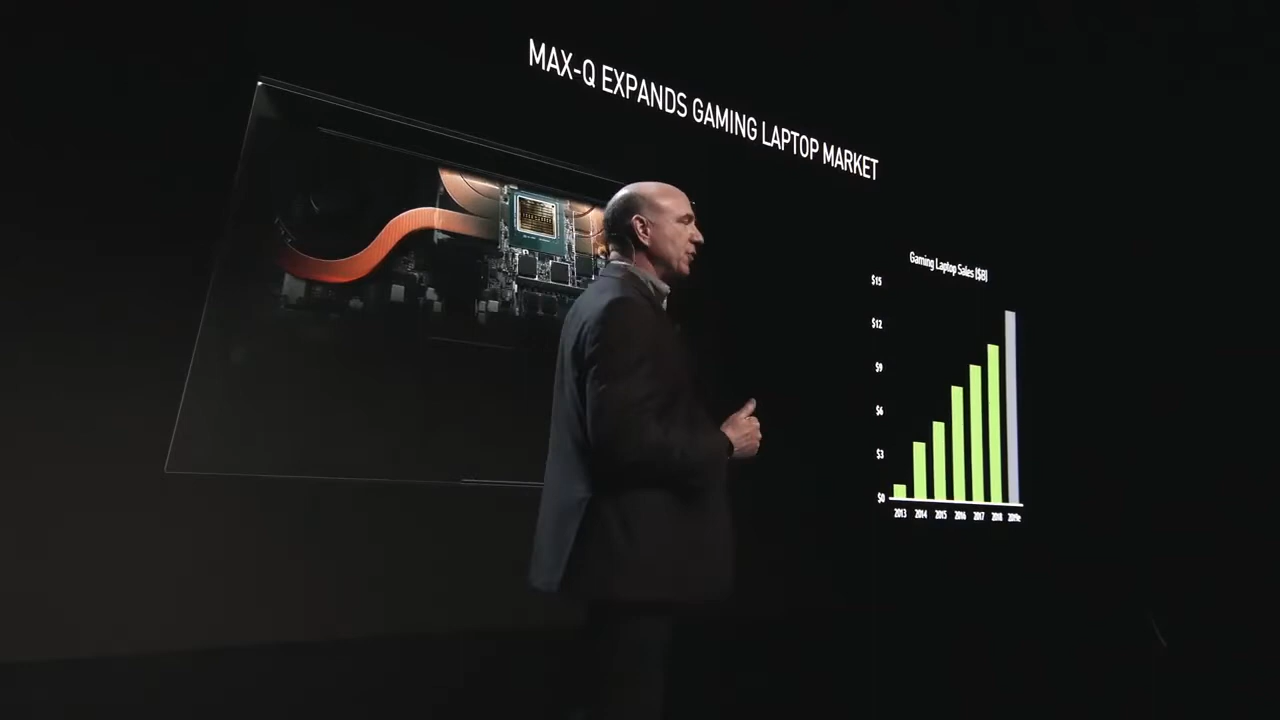 MAX-Q EXPANDS GAMING LAPTOP MARKET
Gaming Laptop Sales ($B)
$15
$12
$9
$6
$3
$0
2013 2014 2015 2016 2017 2018 2019e